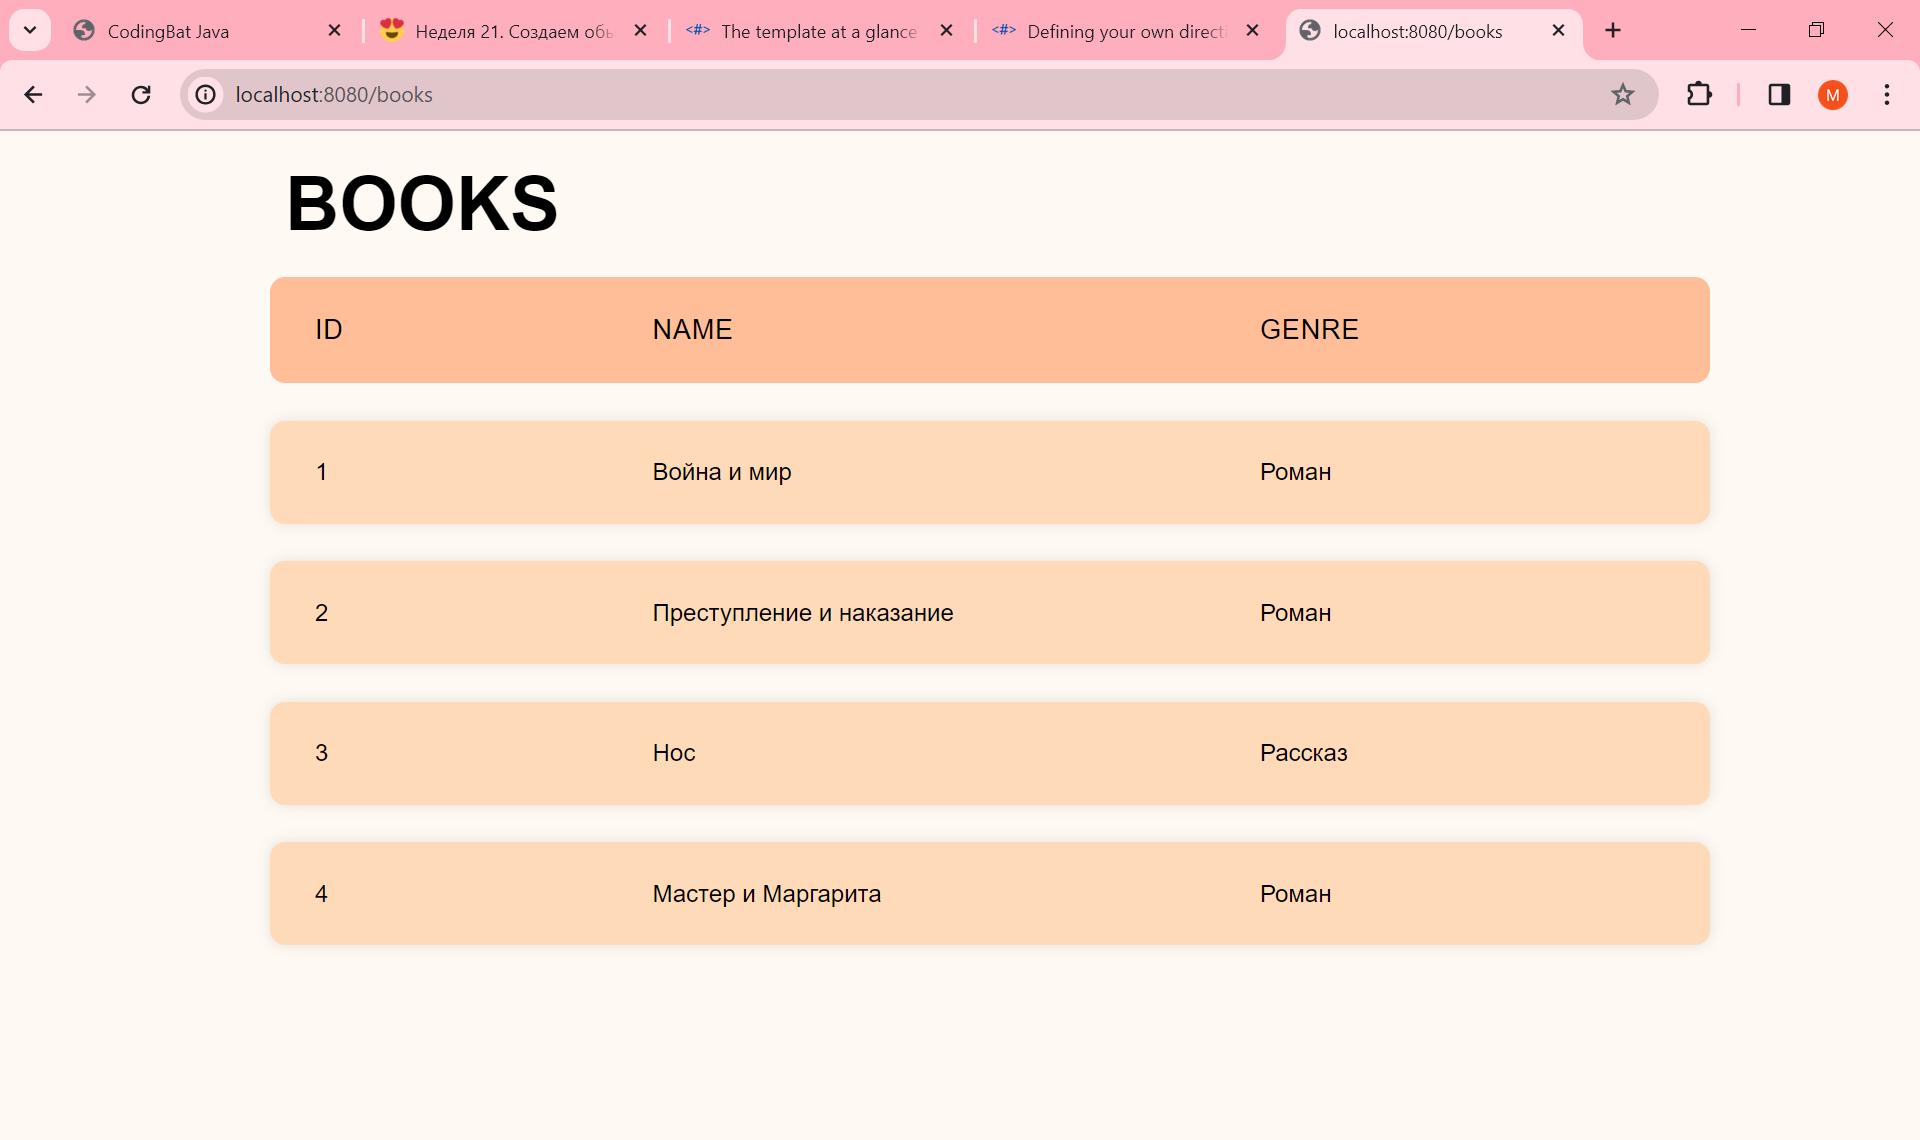 CodingBat Java
Неделя 21. Создаем объ
The template at a glance
Defining your own directi
localhost:8080/books
localhost:8080/books
M
BOOKS
ID NAME GENRE
1 Война и мир Роман
2 Преступление и наказание Роман
3 Нос Рассказ
4 Мастер и Маргарита Роман